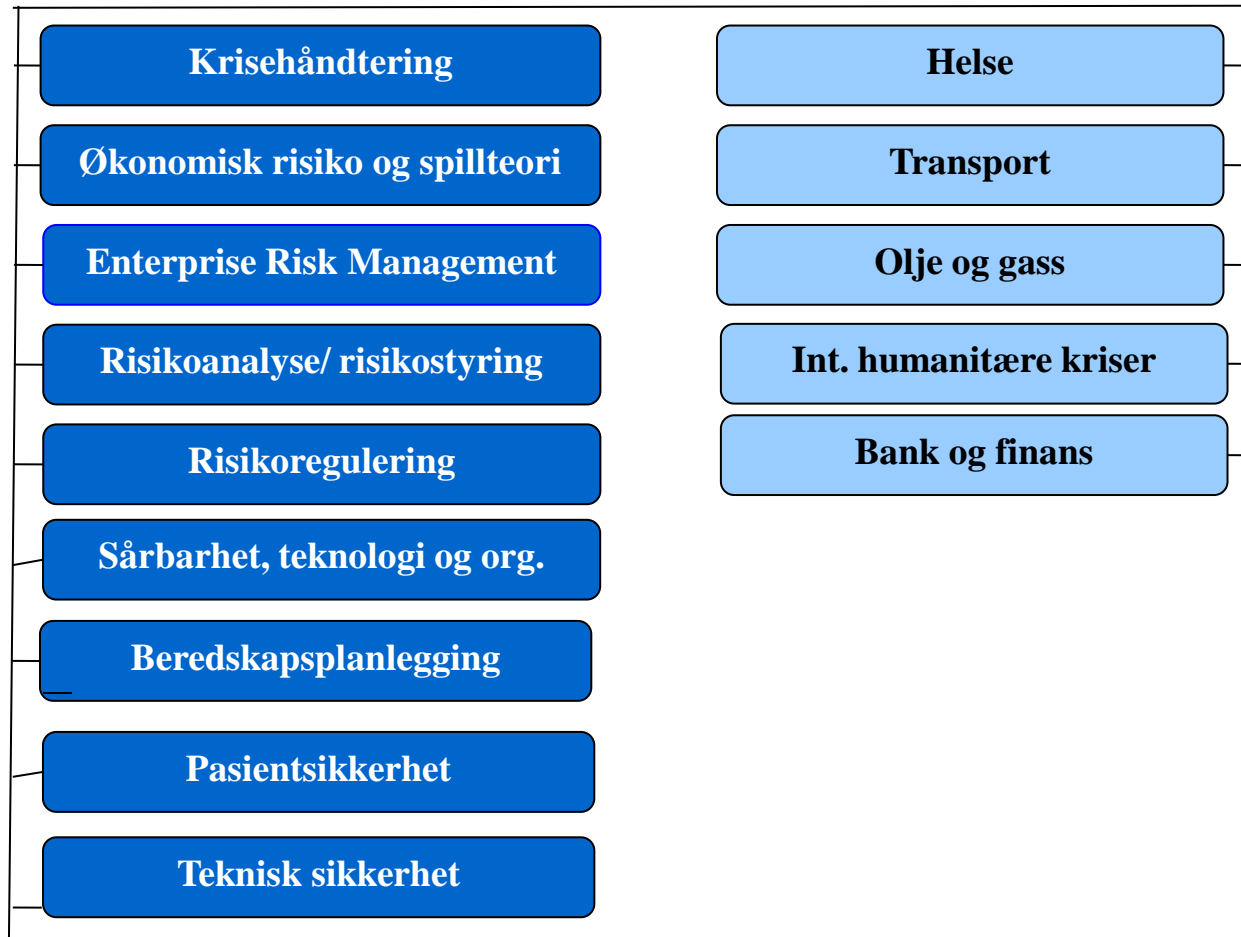 Krisehåndtering
Økonomisk risiko og spillteori
Enterprise Risk Management
Risikoanalyse/ risikostyring
Risikoregulering
Sårbarhet, teknologi og org.
Beredskapsplanlegging
Pasientsikkerhet
Teknisk sikkerhet
Helse
Transport
Olje og gass
Int. humanitære kriser
Bank og finans